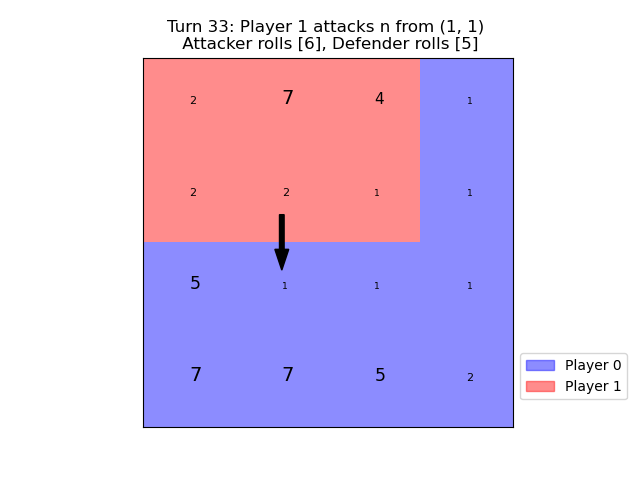 Turn 33: Player 1 attacks n from (1, 1)
Attacker rolls [6], Defender rolls [5]
2 7 4 1
2 2 1 1
5 1 1 1
7 7 5 2
Player 0
Player 1